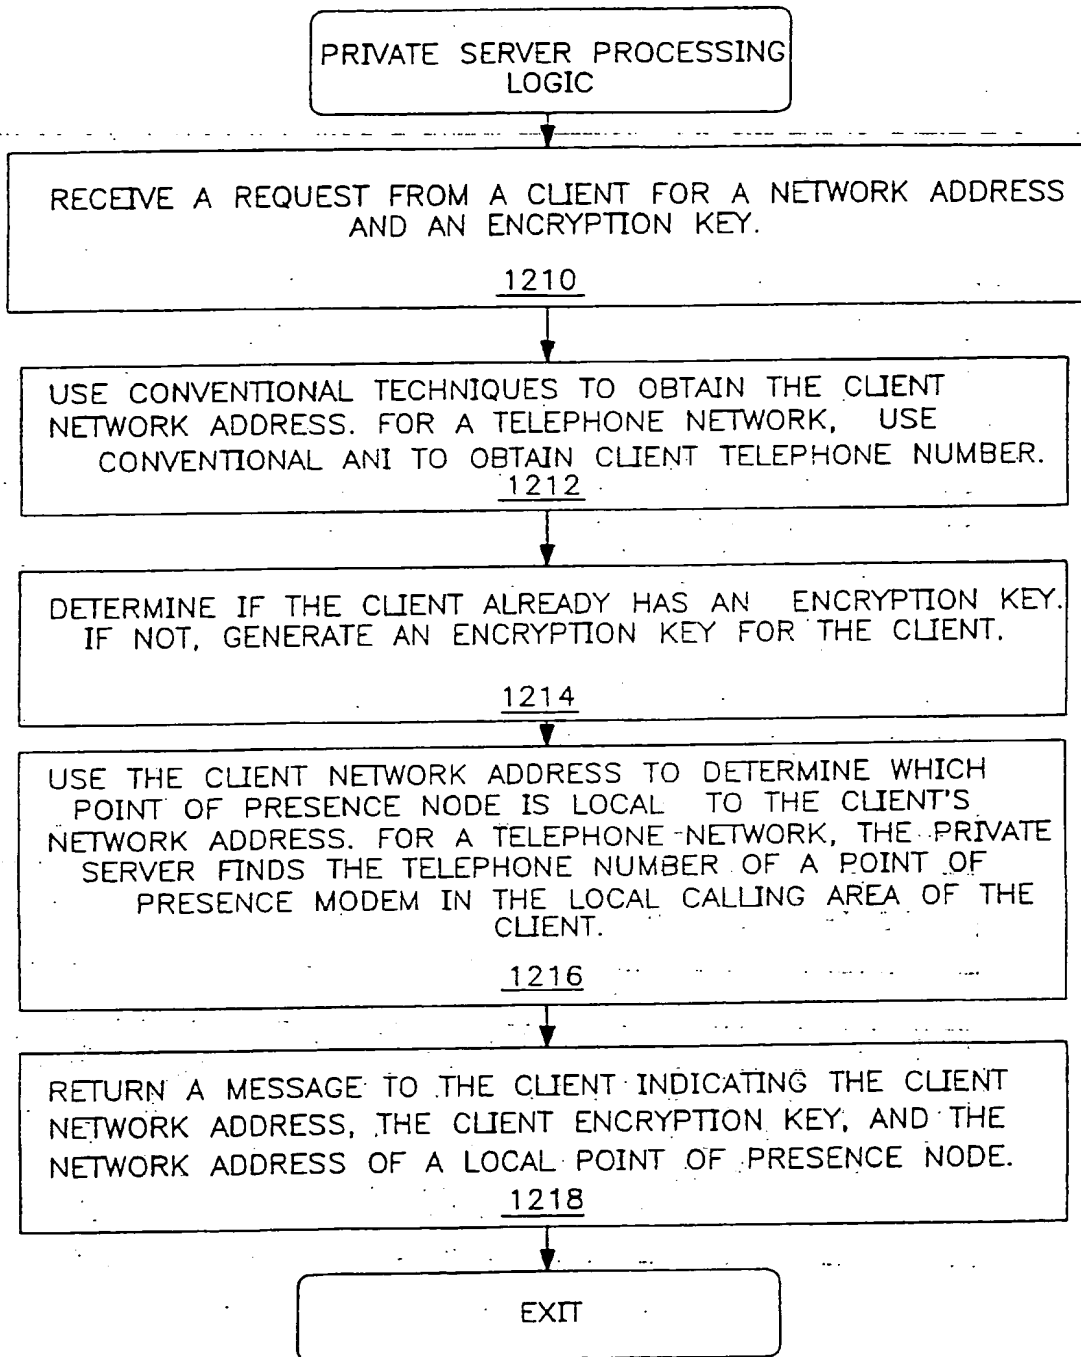 PRIVATE SERVER PROCESSING
LOGIC
RECEIVE A REQUEST FROM A CLIENT FOR A NETWORK ADDRESS
AND AN ENCRYPTION KEY.
1210
USE CONVENTIONAL TECHNIQUES TO OBTAIN THE CLIENT
NETWORK ADDRESS. FOR A TELEPHONE NETWORK, USE
CONVENTIONAL ANI TO OBTAIN CLIENT TELEPHONE NUMBER.
1212
DETERMINE IF THE CLIENT ALREADY HAS AN ENCRYPTION KEY.
IF NOT, GENERATE AN ENCRYPTION KEY FOR THE CLIENT.
1214
USE THE CLIENT NETWORK ADDRESS TO DETERMINE WHICH
POINT OF PRESENCE NODE IS LOCAL TO THE CLIENT'S
NETWORK ADDRESS. FOR A TELEPHONE NETWORK, THE PRIVATE
SERVER FINDS THE TELEPHONE NUMBER OF A POINT OF
PRESENCE MODEM IN THE LOCAL CALLING AREA OF THE
CLIENT.
1216
RETURN A MESSAGE TO THE CLIENT INDICATING THE CLIENT
NETWORK ADDRESS, THE CLIENT ENCRYPTION KEY, AND THE
NETWORK ADDRESS OF A LOCAL POINT OF PRESENCE NODE.
1218
EXIT